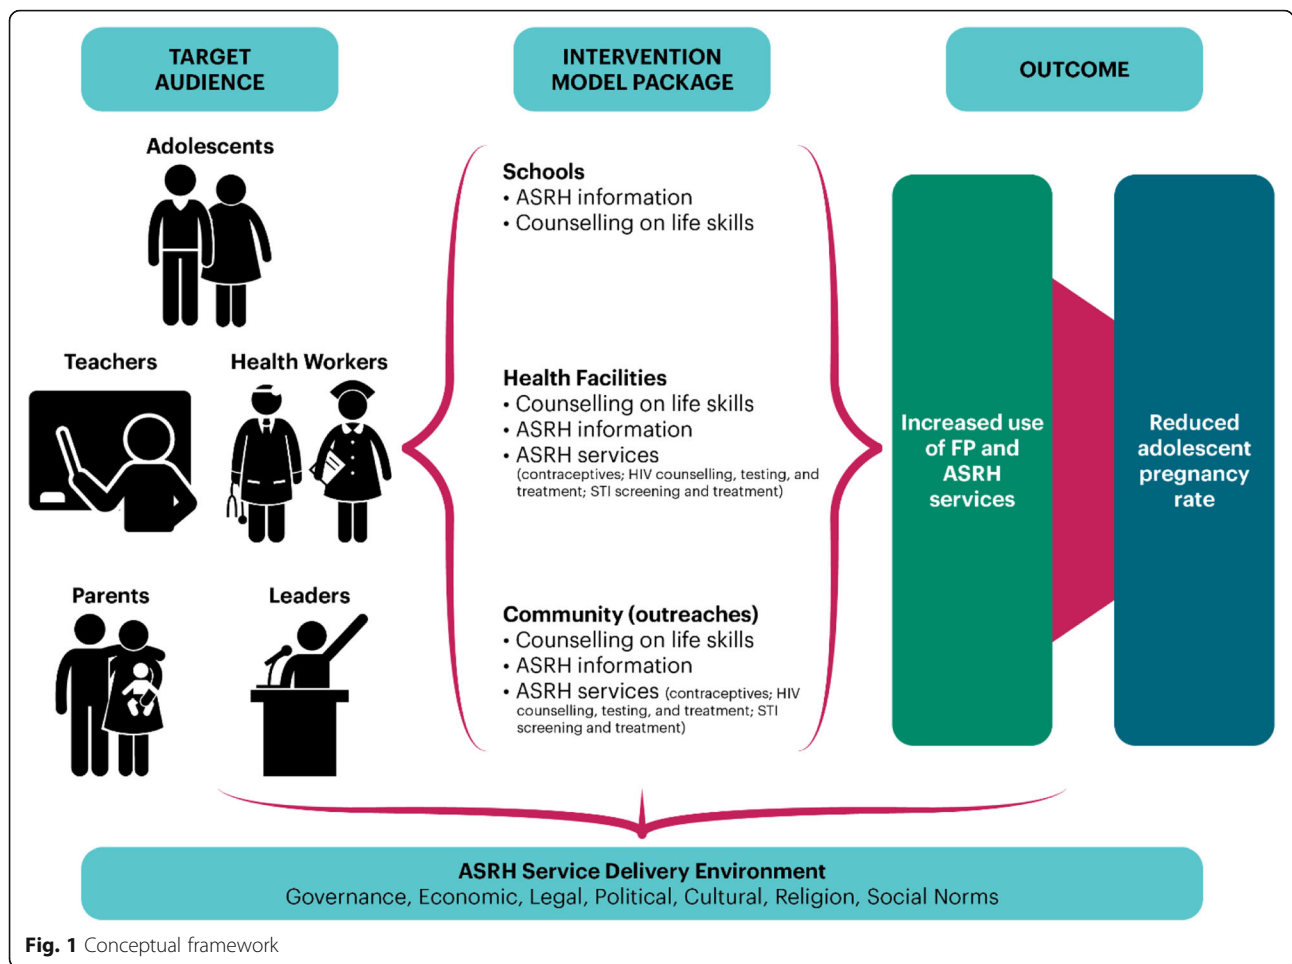 TARGET
AUDIENCE
INTERVENTION
MODEL PACKAGE
OUTCOME
Adolescents
Teachers
Health Workers
Parents
Leaders
Schools
• ASRH information
• Counselling on life skills
Health Facilities
• Counselling on life skills
• ASRH information
• ASRH services
(contraceptives; HIV counselling, testing, and
treatment; STI screening and treatment)
Community (outreaches)
• Counselling on life skills
• ASRH information
• ASRH services (contraceptives; HIV
counselling, testing, and treatment; STI
screening and treatment)
Increased use
of FP and
ASRH
services
Reduced
adolescent
pregnancy
rate
ASRH Service Delivery Environment
Governance, Economic, Legal, Political, Cultural, Religion, Social Norms
Fig. 1 Conceptual framework